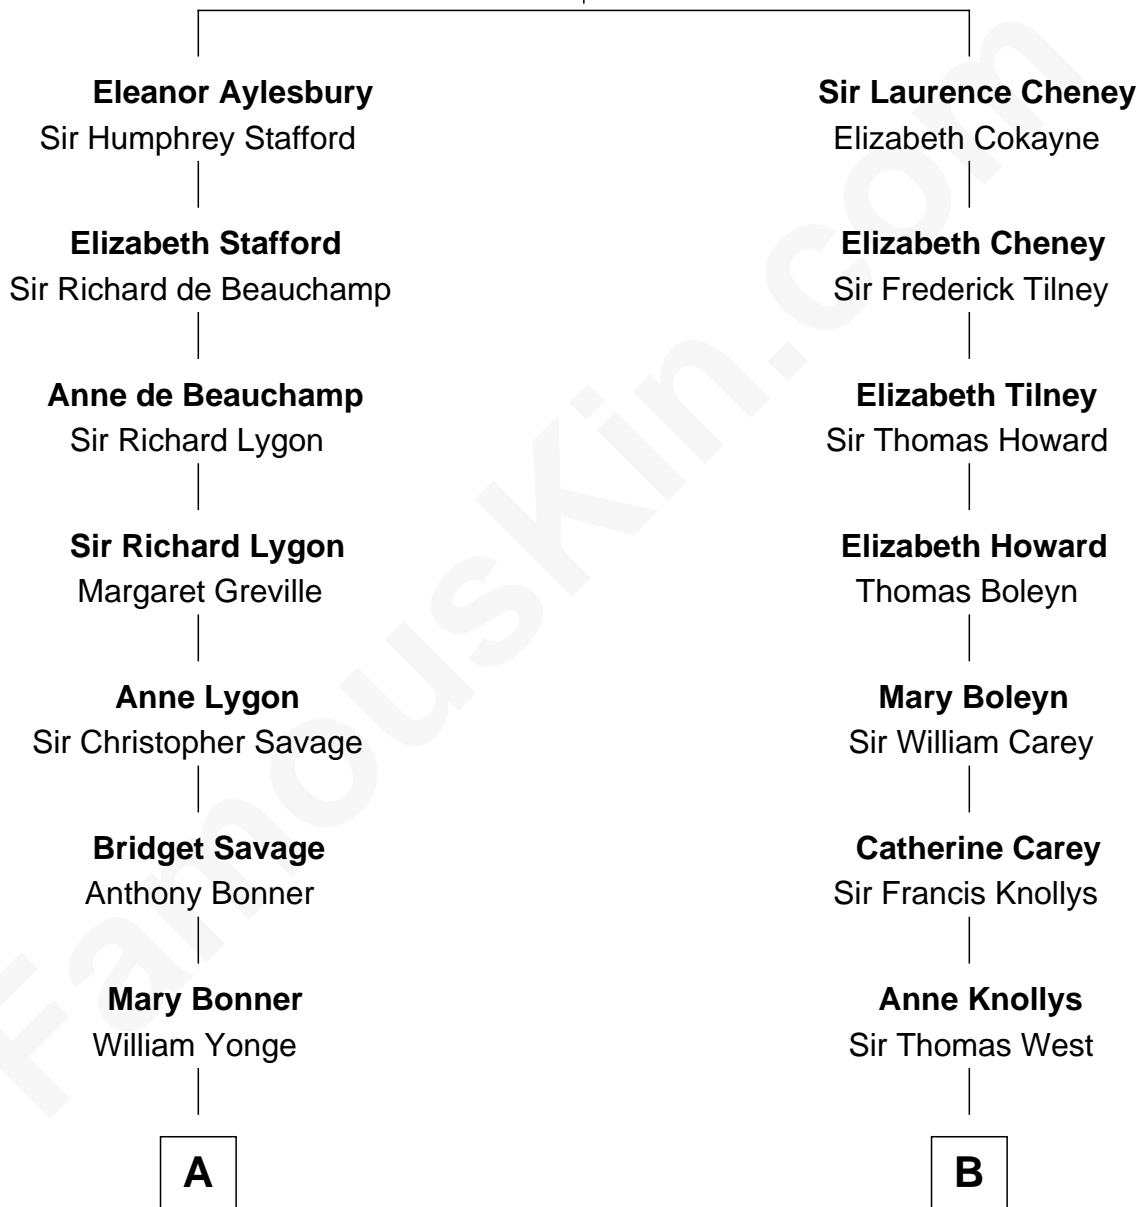 Eleanor Aylesbury
Sir Humphrey Stafford
Elizabeth Stafford
Sir Richard de Beauchamp
Anne de Beauchamp
Sir Richard Lygon
Sir Richard Lygon
Margaret Greville
Anne Lygon
Sir Christopher Savage
Bridget Savage
Anthony Bonner
Mary Bonner
William Yonge
A
Sir Laurence Cheney
Elizabeth Cokayne
Elizabeth Cheney
Sir Frederick Tilney
Elizabeth Tilney
Sir Thomas Howard
Elizabeth Howard
Thomas Boleyn
Mary Boleyn
Sir William Carey
Catherine Carey
Sir Francis Knollys
Anne Knollys
Sir Thomas West
B
FamousKin.com